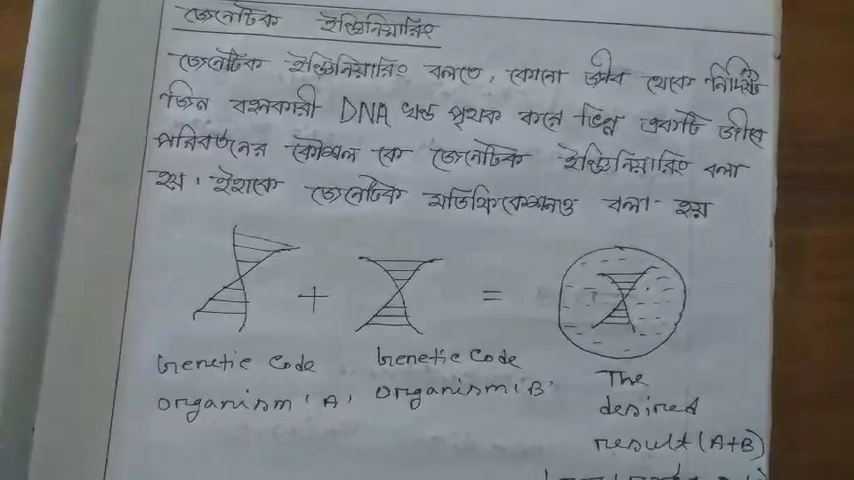 জেনেটিক ইঞ্জিনিয়ারিং
জেনেটিক ইঞ্জিনিয়ারিং বলতে, কোনো জীব থেকে নির্দিষ্ট
জিন বহনকারী DNA খন্ড পৃথক করে ভিন্ন একটি জীবে
পরিবর্তনের কৌশল কে জেনেটিক ইঞ্জিনিয়ারিং বলা
হয়। ইহাকে জেনেটিক মডিফিকেশনও বলা হয়
+ =
Genetic Code Genetic Code The
organism 'A' organism 'B' desired
result (A+B)